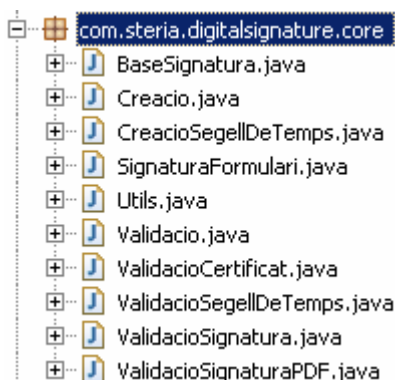 com.steria.digitalsignature.core
BaseSignatura.java
Creacio.java
CreacioSegellDeTemps.java
SignaturaFormulari.java
Utils.java
Validacio.java
ValidacioCertificat.java
ValidacioSegellDeTemps.java
ValidacioSignatura.java
ValidacioSignaturaPDF.java